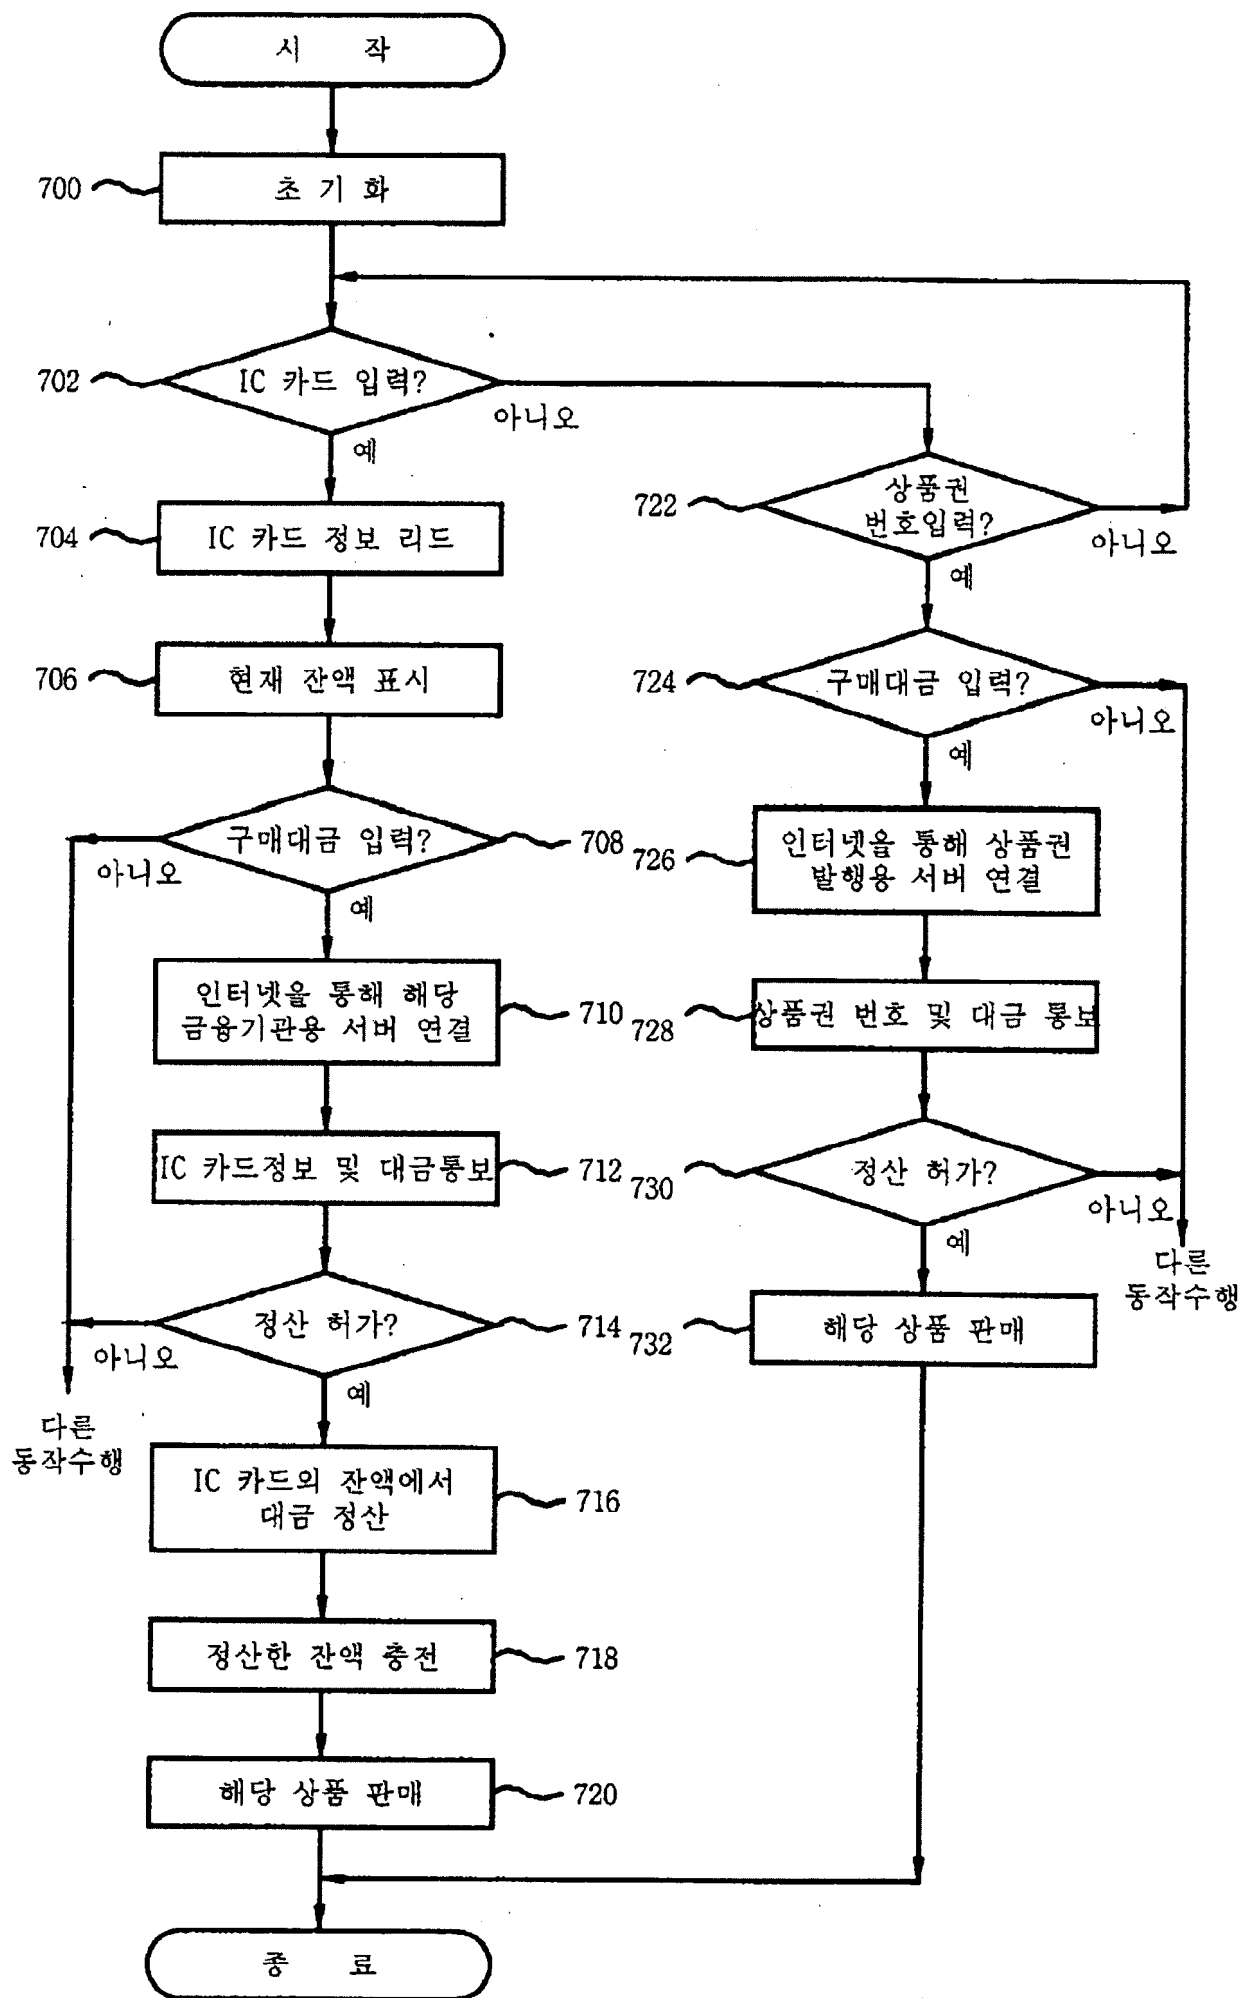 시 작
700
초 기 화
702
IC 카드 입력?
아니오
예
704
IC 카드 정보 리드
706
현재 잔액 표시
구매대금 입력?
708
아니오
예
인터넷을 통해 해당
금융기관용 서버 연결
710
IC 카드정보 및 대금통보
712
정산 허가?
714
아니오
예
다른
동작수행
IC 카드의 잔액에서
대금 정산
716
정산한 잔액 충전
718
해당 상품 판매
720
722
상품권
번호입력?
아니오
예
724
구매대금 입력?
아니오
예
726
인터넷을 통해 상품권
발행용 서버 연결
728
상품권 번호 및 대금 통보
730
정산 허가?
아니오
예
다른
동작수행
732
해당 상품 판매
종 료